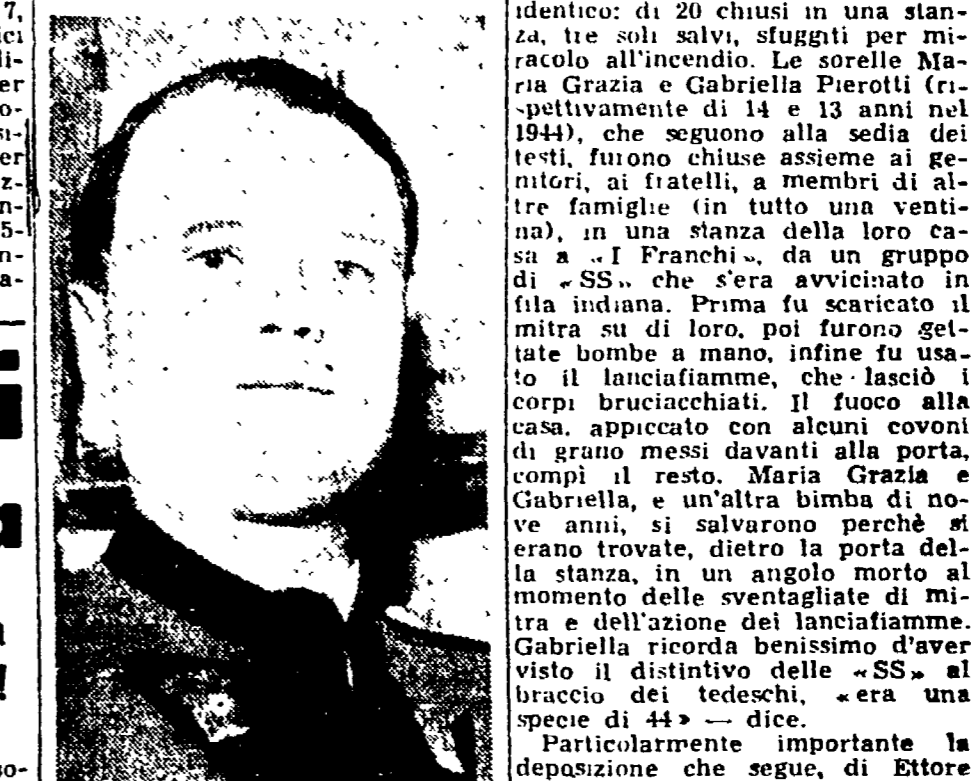 7,
ici
li-
er
o-
si-
er
z-
n-
5-
n-
a-
!
so-
identico: di 20 chiusi in una stan-
za, tre soli salvi, sfuggiti per mi-
racolo all'incendio. Le sorelle Ma-
ria Grazia e Gabriella Pierotti (ri-
spettivamente di 14 e 13 anni nel
1944), che seguono alla sedia dei
testi, furono chiuse assieme ai ge-
nitori, ai fratelli, a membri di al-
tre famiglie (in tutto una venti-
na), in una stanza della loro ca-
sa a «I Franchi», da un gruppo
di «SS» che s'era avvicinato in
fila indiana. Prima fu scaricato il
mitra su di loro, poi furono get-
tate bombe a mano, infine fu usa-
to il lanciafiamme, che lasciò i
corpi bruciacchiati. Il fuoco alla
casa, appiccato con alcuni covoni
di grano messi davanti alla porta,
compì il resto. Maria Grazia e
Gabriella, e un'altra bimba di no-
ve anni, si salvarono perchè si
erano trovate, dietro la porta del-
la stanza, in un angolo morto al
momento delle sventagliate di mi-
tra e dell'azione dei lanciafiamme.
Gabriella ricorda benissimo d'aver
visto il distintivo delle «SS» al
braccio dei tedeschi, «era una
specie di 44» — dice.
Particolarmente importante la
deposizione che segue, di Ettore